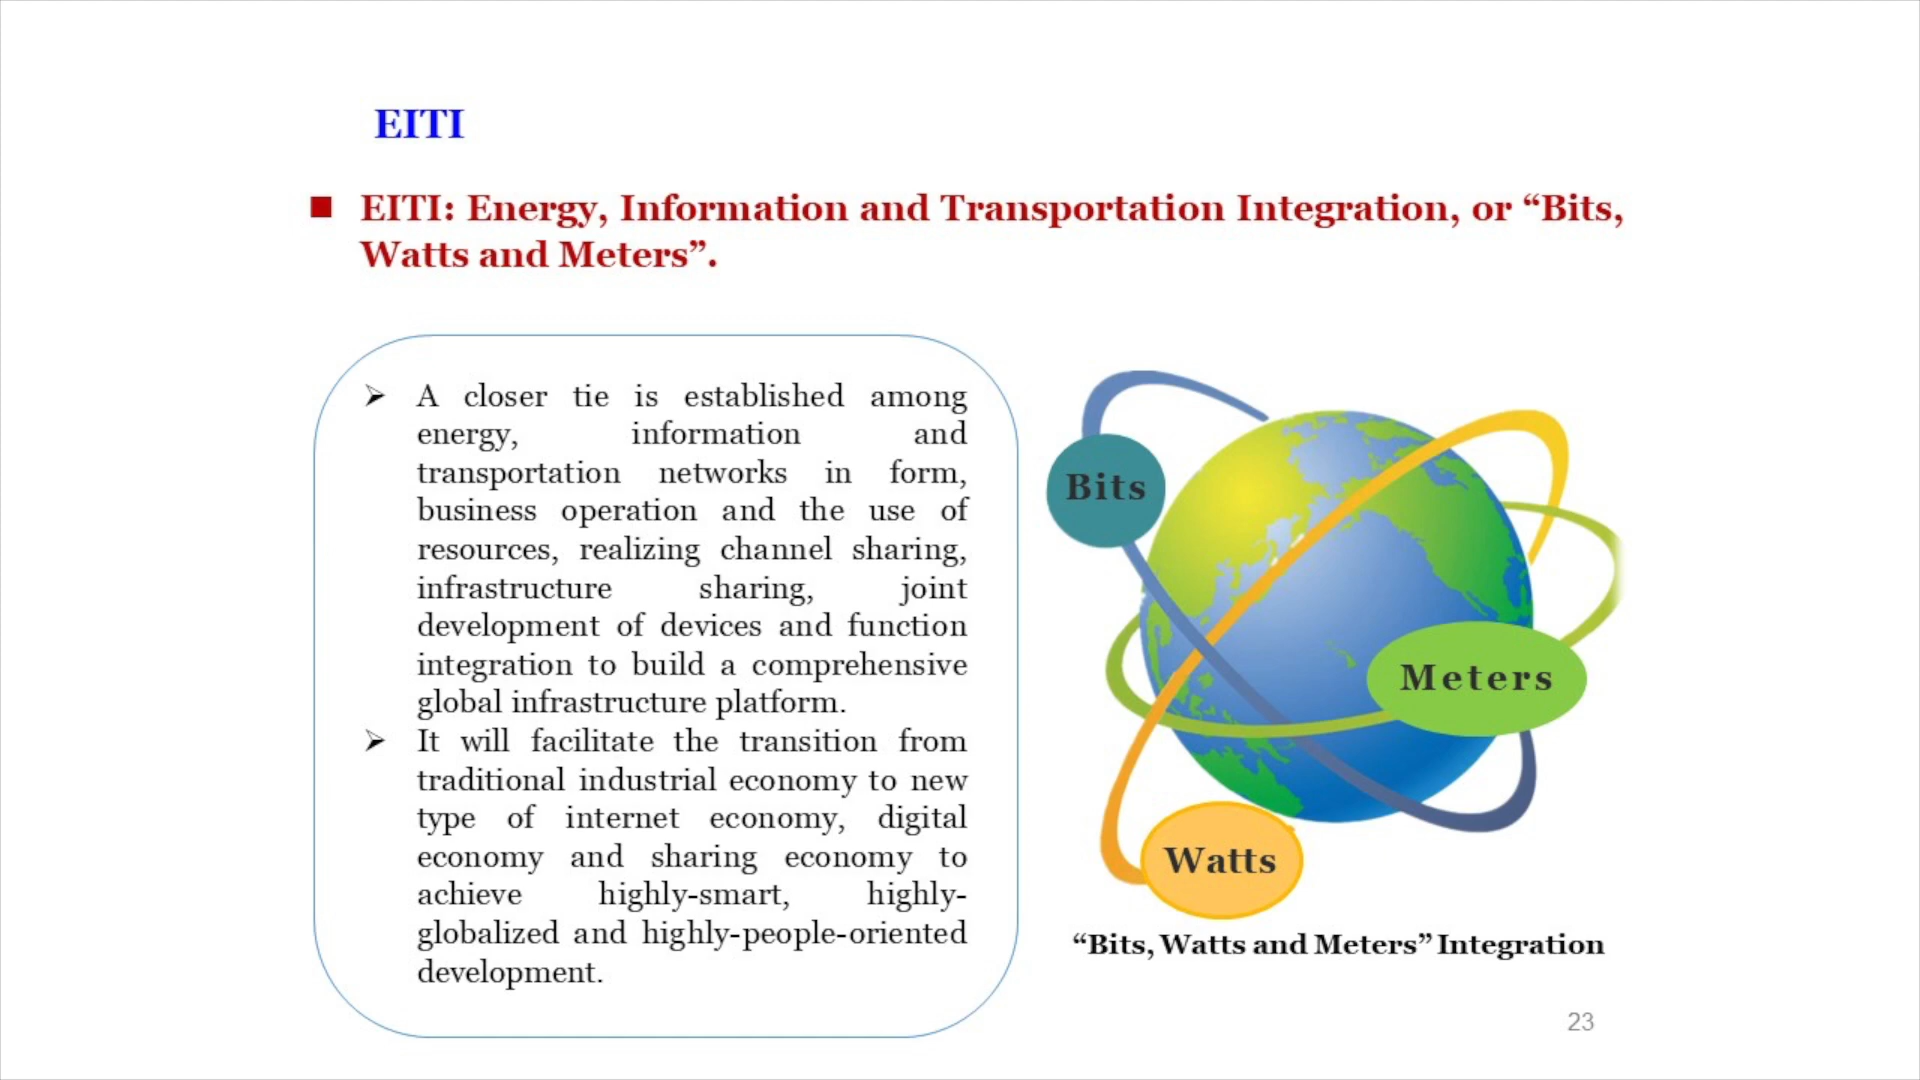 EITI
EITI: Energy, Information and Transportation Integration, or “Bits,
Watts and Meters”.
A closer tie is established among
energy, information and
transportation networks in form,
business operation and the use of
resources, realizing channel sharing,
infrastructure sharing, joint
development of devices and function
integration to build a comprehensive
global infrastructure platform.
It will facilitate the transition from
traditional industrial economy to new
type of internet economy, digital
economy and sharing economy to
achieve highly-smart, highly-
globalized and highly-people-oriented
development.
Bits
Meters
Watts
“Bits, Watts and Meters” Integration
23